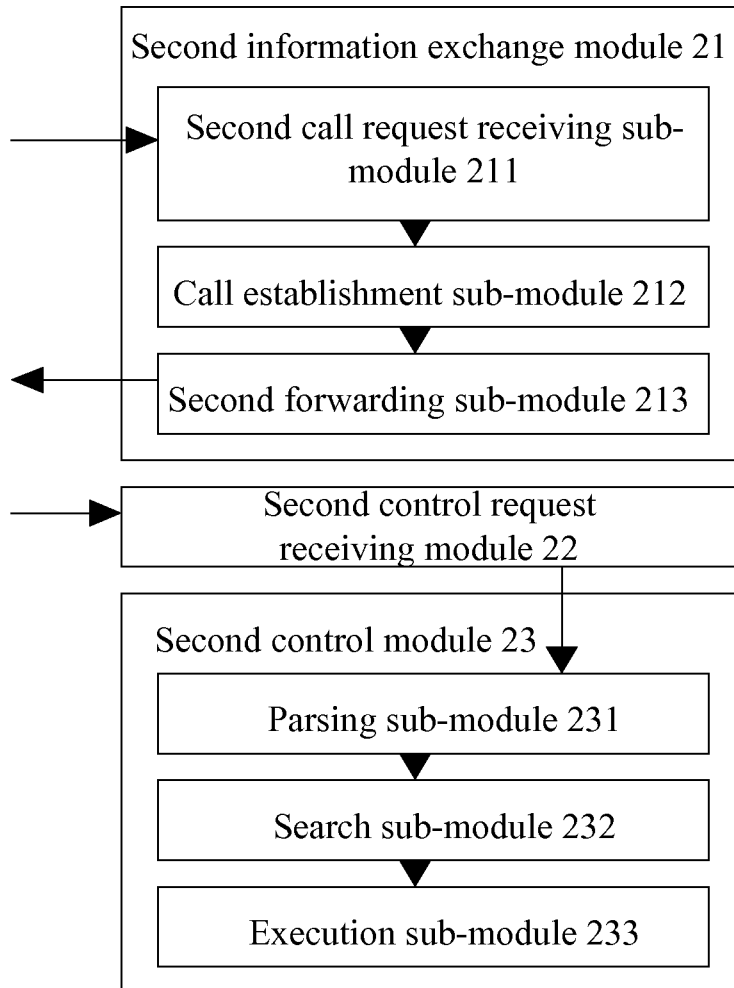 Second information exchange module 21
Second call request receiving sub-
module 211
Call establishment sub-module 212
Second forwarding sub-module 213
Second control request
receiving module 22
Second control module 23
Parsing sub-module 231
Search sub-module 232
Execution sub-module 233